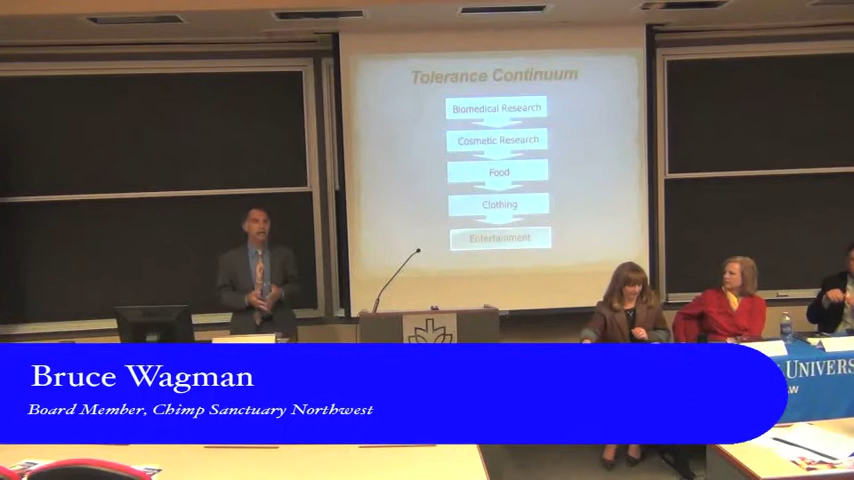 Tolerance Continuum
Biomedical Research
Cosmetic Research
Food
Clothing
Entertainment
UNIVERS
Bruce Wagman
Board Member, Chimp Sanctuary Northwest